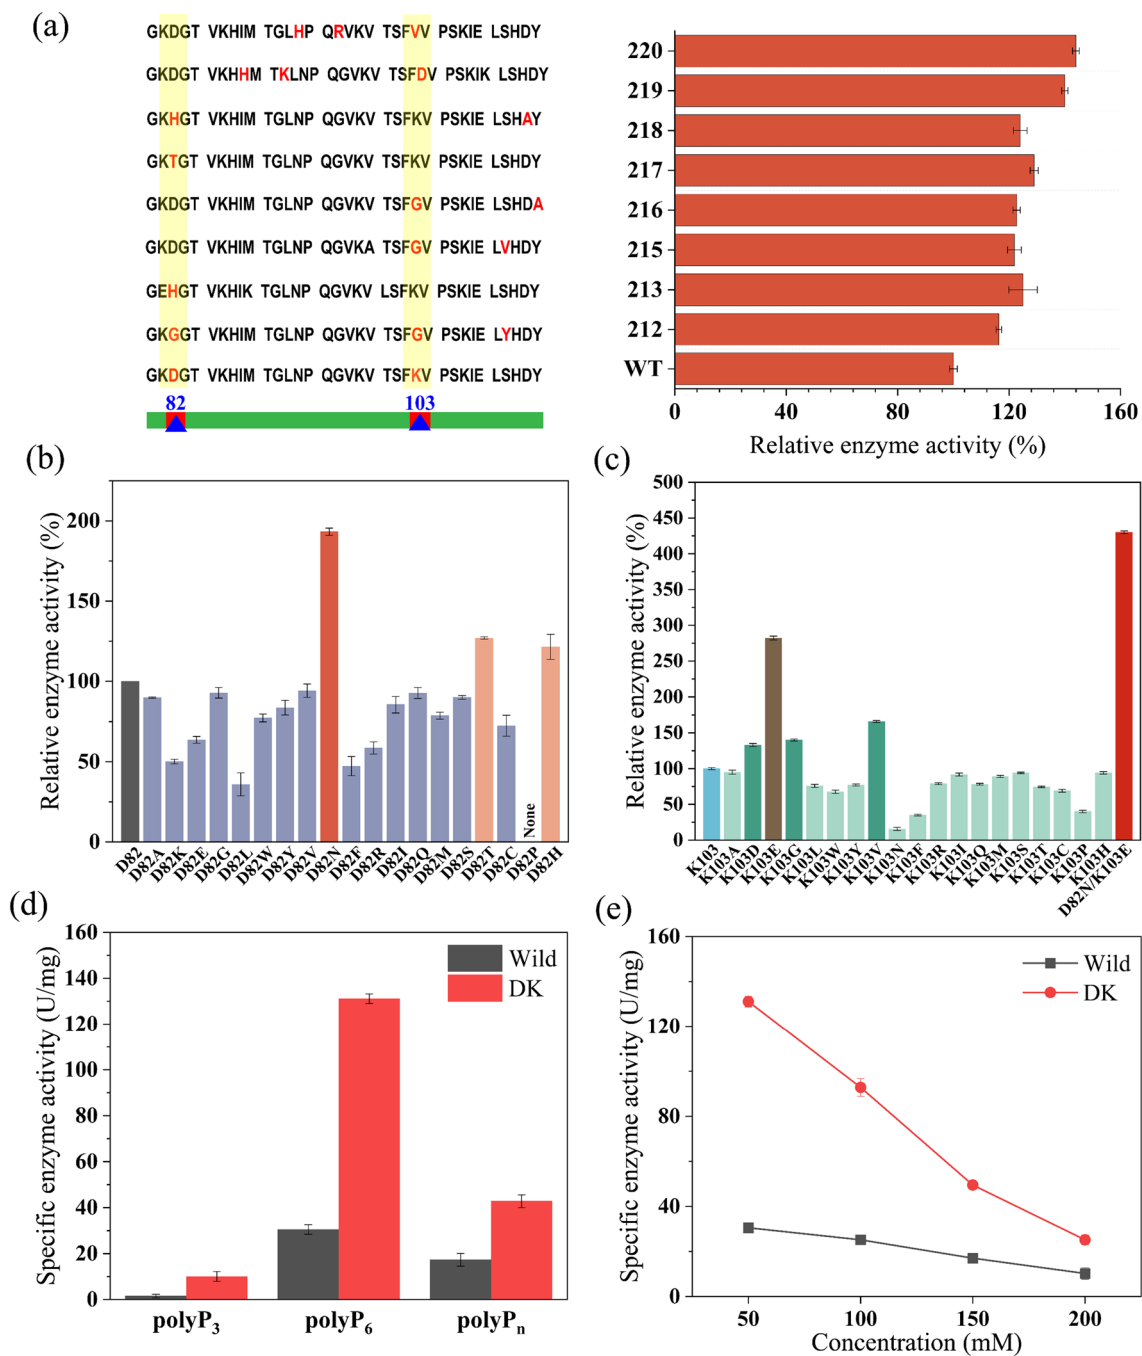 (a)
GKDGT VKHIM TGLHP QRVKV TSFVV PSKIE LSHDY
GKDGT VKHHM TKLNP QGVKV TSFDV PSKIK LSHDY
GKHGT VKHIM TGLNP QGVKV TSFKV PSKIE LSHAY
GKTGT VKHIM TGLNP QGVKV TSFKV PSKIE LSHDY
GKDGT VKHIM TGLNP QGVKV TSFGV PSKIE LSHDA
GKDGT VKHIM TGLNP QGVKA TSFGV PSKIE LVHDY
GEHGT VKHIK TGLNP QGVKV LSFKV PSKIE LSHDY
GKGGT VKHIM TGLNP QGVKV TSFGV PSKIE LYHDY
GKDGT VKHIM TGLNP QGVKV TSFKV PSKIE LSHDY
82 103
220
219
218
217
216
215
213
212
WT
0 40 80 120 160
Relative enzyme activity (%)
(b)
Relative enzyme activity (%)
200
150
100
50
0
None
D82 D82A D82K D82E D82G D82L D82W D82Y D82V D82N D82F D82R D82I D82Q D82M D82S D82T D82C D82P D82H
(c)
Relative enzyme activity (%)
500
450
400
350
300
250
200
150
100
50
0
K103 K103A K103D K103E K103G K103L K103W K103Y K103V K103N K103F K103R K103I K103Q K103M K103S K103T K103C K103P K103H D82N/K103E
(d)
Specific enzyme activity (U/mg)
160
140
120
100
80
60
40
20
0
Wild
DK
polyP3 polyP6 polyPn
(e)
Specific enzyme activity (U/mg)
160
120
80
40
0
Wild
DK
50 100 150 200
Concentration (mM)